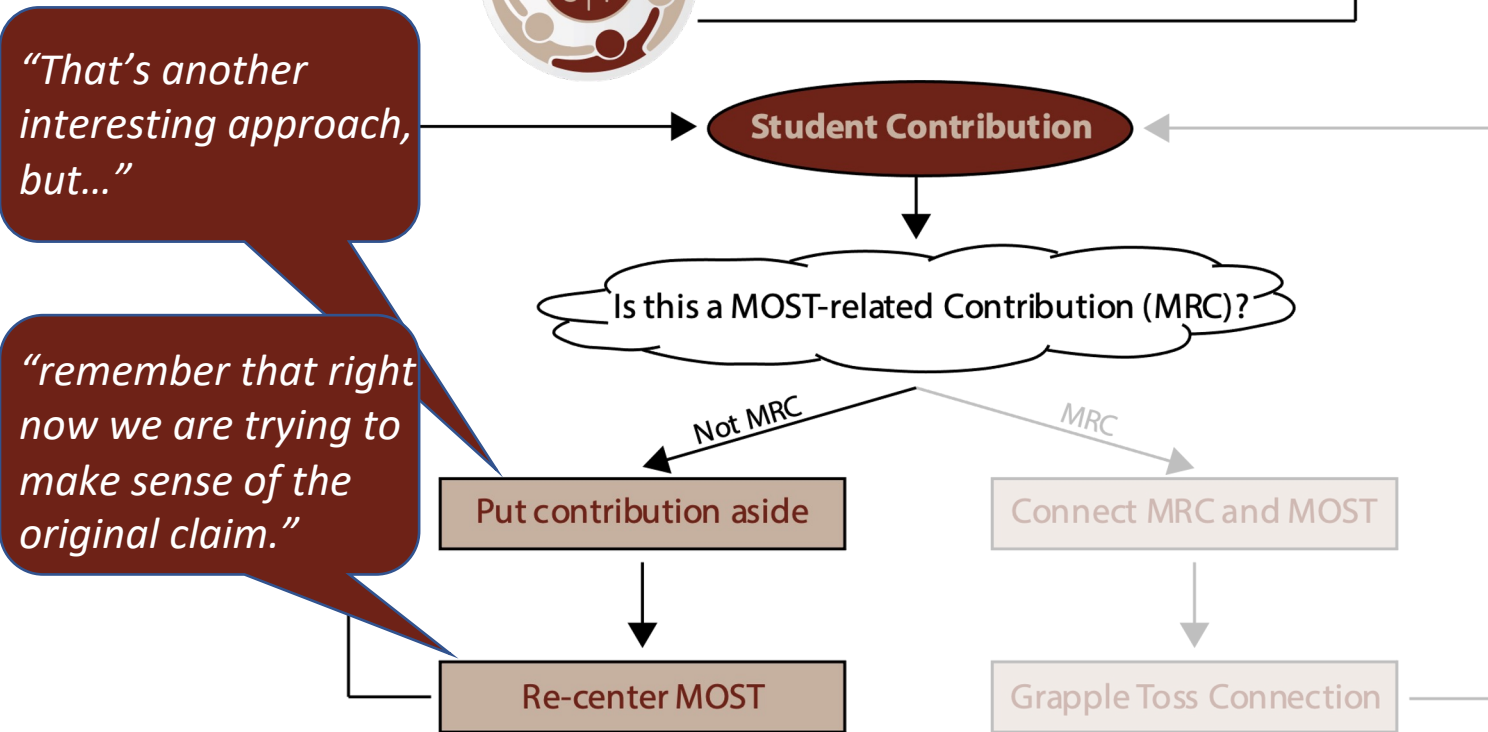 “That’s another
interesting approach,
but…”
Student Contribution
Is this a MOST-related Contribution (MRC)?
“remember that right
now we are trying to
make sense of the
original claim.”
Not MRC
MRC
Put contribution aside
Connect MRC and MOST
Re-center MOST
Grapple Toss Connection